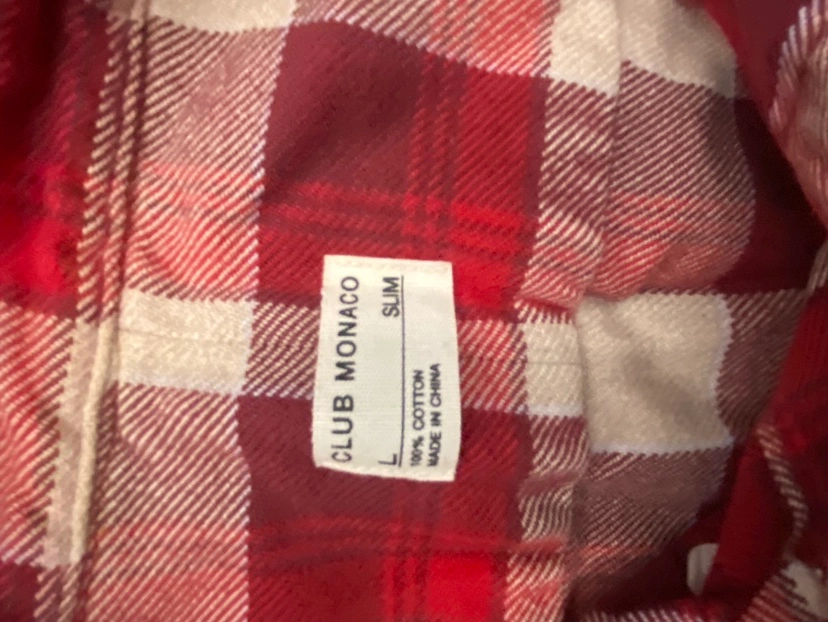 CLUB MONACO
L SLIM
100% COTTON
MADE IN CHINA